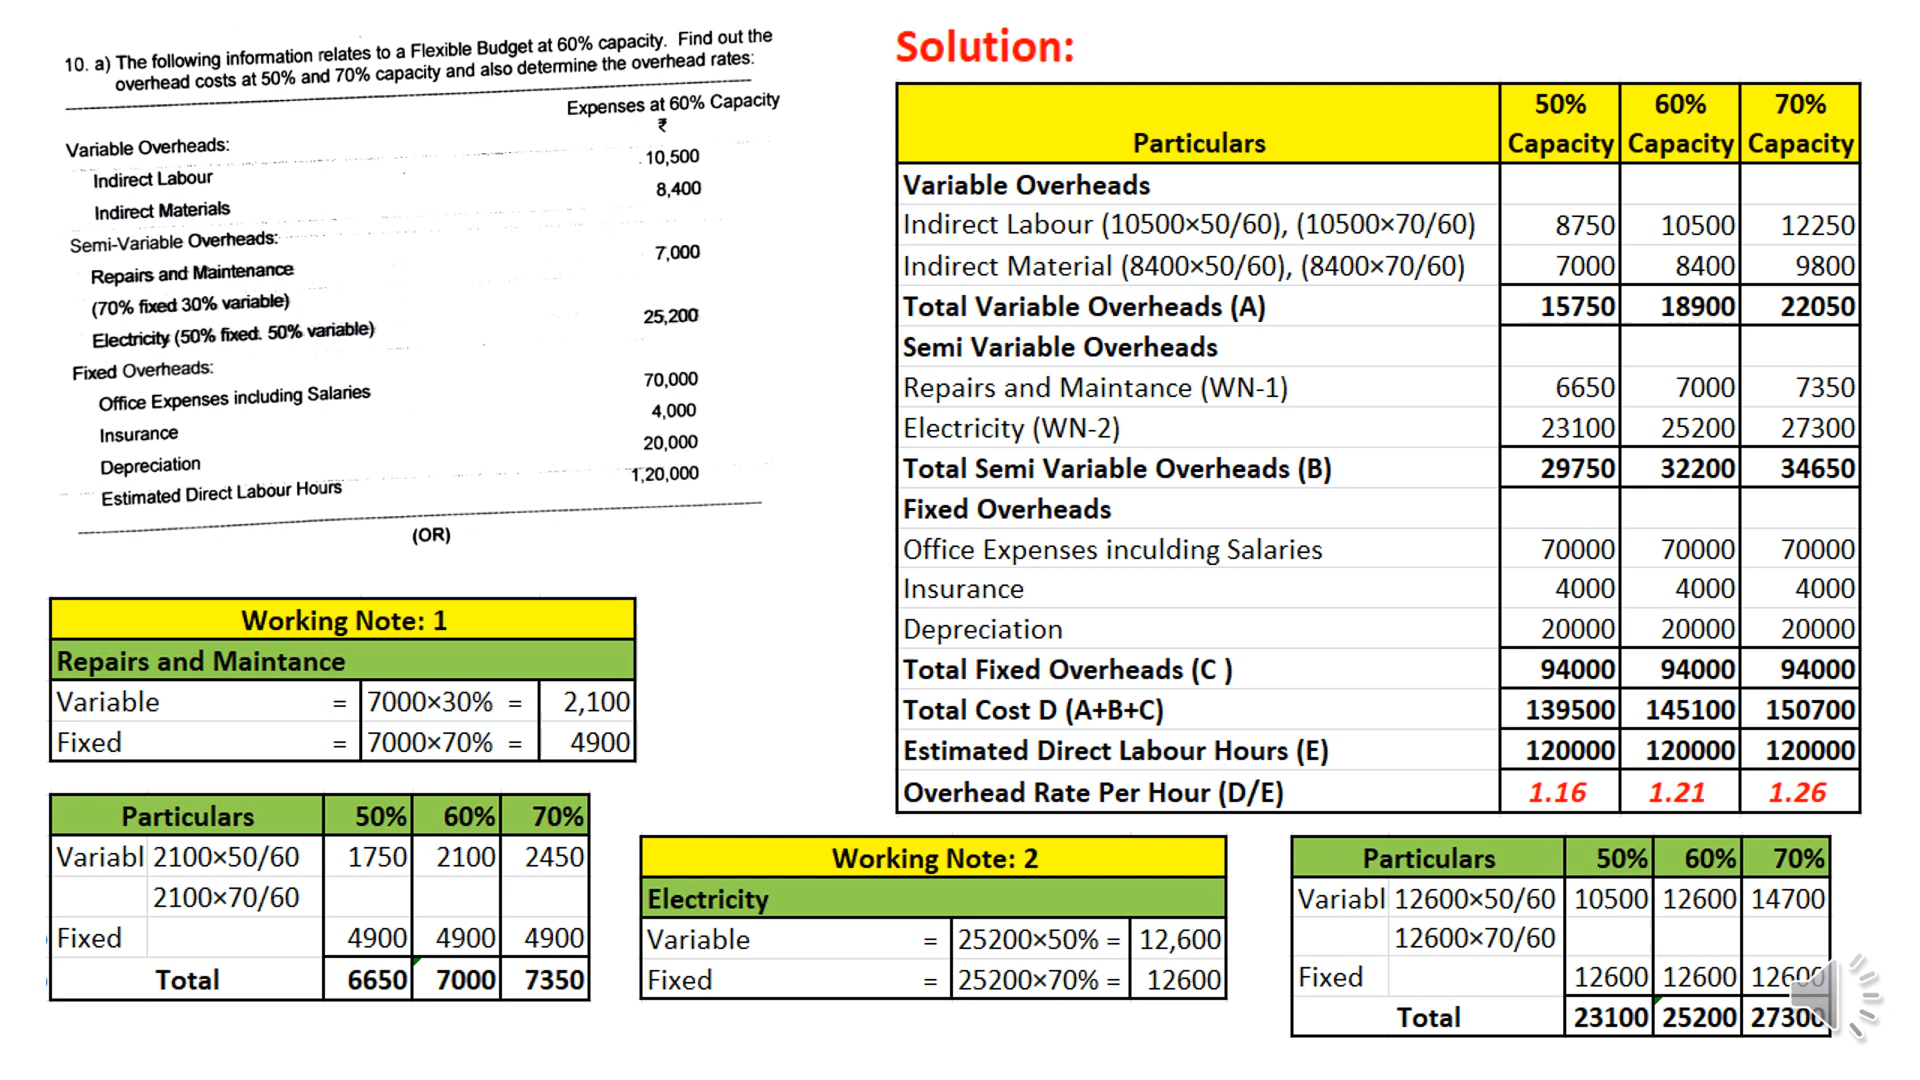 10. a) The following information relates to a Flexible Budget at 60% capacity. Find out the
overhead costs at 50% and 70% capacity and also determine the overhead rates:
Expenses at 60% Capacity
₹
Variable Overheads:
Indirect Labour 10,500
Indirect Materials 8,400
Semi-Variable Overheads:
Repairs and Maintenance 7,000
(70% fixed 30% variable)
Electricity (50% fixed. 50% variable) 25,200
Fixed Overheads:
Office Expenses including Salaries 70,000
Insurance 4,000
Depreciation 20,000
Estimated Direct Labour Hours 1,20,000
(OR)
Solution:
Particulars 50% Capacity 60% Capacity 70% Capacity
Variable Overheads
Indirect Labour (10500×50/60), (10500×70/60) 8750 10500 12250
Indirect Material (8400×50/60), (8400×70/60) 7000 8400 9800
Total Variable Overheads (A) 15750 18900 22050
Semi Variable Overheads
Repairs and Maintance (WN-1) 6650 7000 7350
Electricity (WN-2) 23100 25200 27300
Total Semi Variable Overheads (B) 29750 32200 34650
Fixed Overheads
Office Expenses inculding Salaries 70000 70000 70000
Insurance 4000 4000 4000
Depreciation 20000 20000 20000
Total Fixed Overheads (C ) 94000 94000 94000
Total Cost D (A+B+C) 139500 145100 150700
Estimated Direct Labour Hours (E) 120000 120000 120000
Overhead Rate Per Hour (D/E) 1.16 1.21 1.26
Working Note: 1
Repairs and Maintance
Variable = 7000×30% = 2,100
Fixed = 7000×70% = 4900
Particulars 50% 60% 70%
Variabl 2100×50/60 1750 2100 2450
2100×70/60
Fixed 4900 4900 4900
Total 6650 7000 7350
Working Note: 2
Electricity
Variable = 25200×50% = 12,600
Fixed = 25200×70% = 12600
Particulars 50% 60% 70%
Variabl 12600×50/60 10500 12600 14700
12600×70/60
Fixed 12600 12600 12600
Total 23100 25200 27300